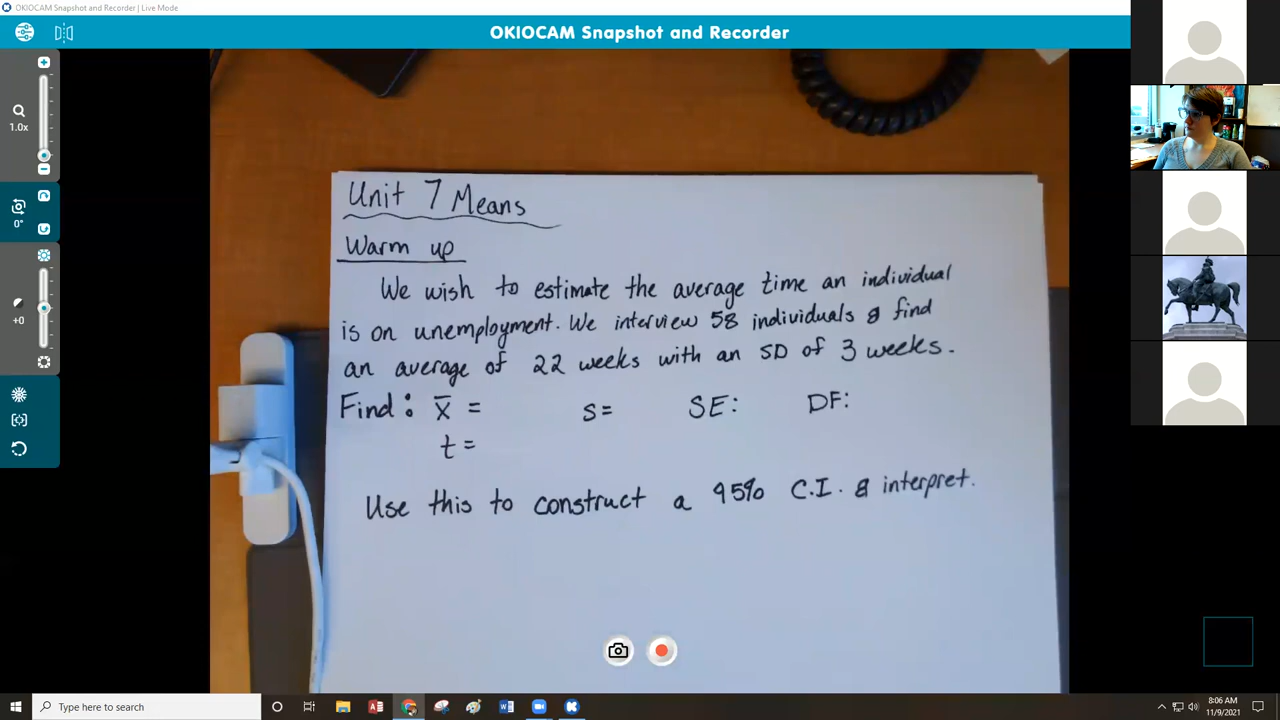 OKIOCAM Snapshot and Recorder | Live Mode
OKIOCAM Snapshot and Recorder
1.0x
0°
+0
Unit 7 Means
Warm up
We wish to estimate the average time an individual
is on unemployment. We interview 58 individuals & find
an average of 22 weeks with an SD of 3 weeks.
Find: x̄ = s= SE: DF:
t =
Use this to construct a 95% C.I. & interpret.
Type here to search
8:06 AM
11/9/2021